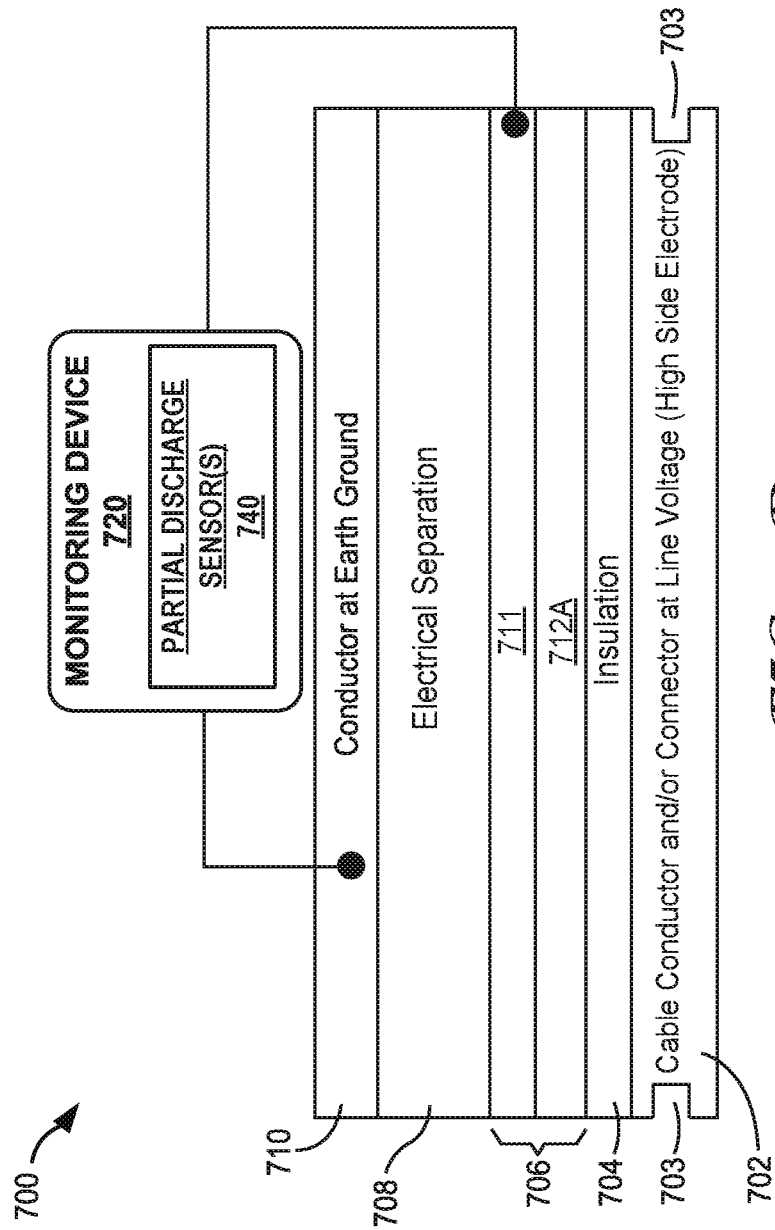 700
MONITORING DEVICE
720
PARTIAL DISCHARGE
SENSOR(S)
740
710
Conductor at Earth Ground
708
Electrical Separation
706
711
712A
704
Insulation
703
Cable Conductor and/or Connector at Line Voltage (High Side Electrode)
703
702